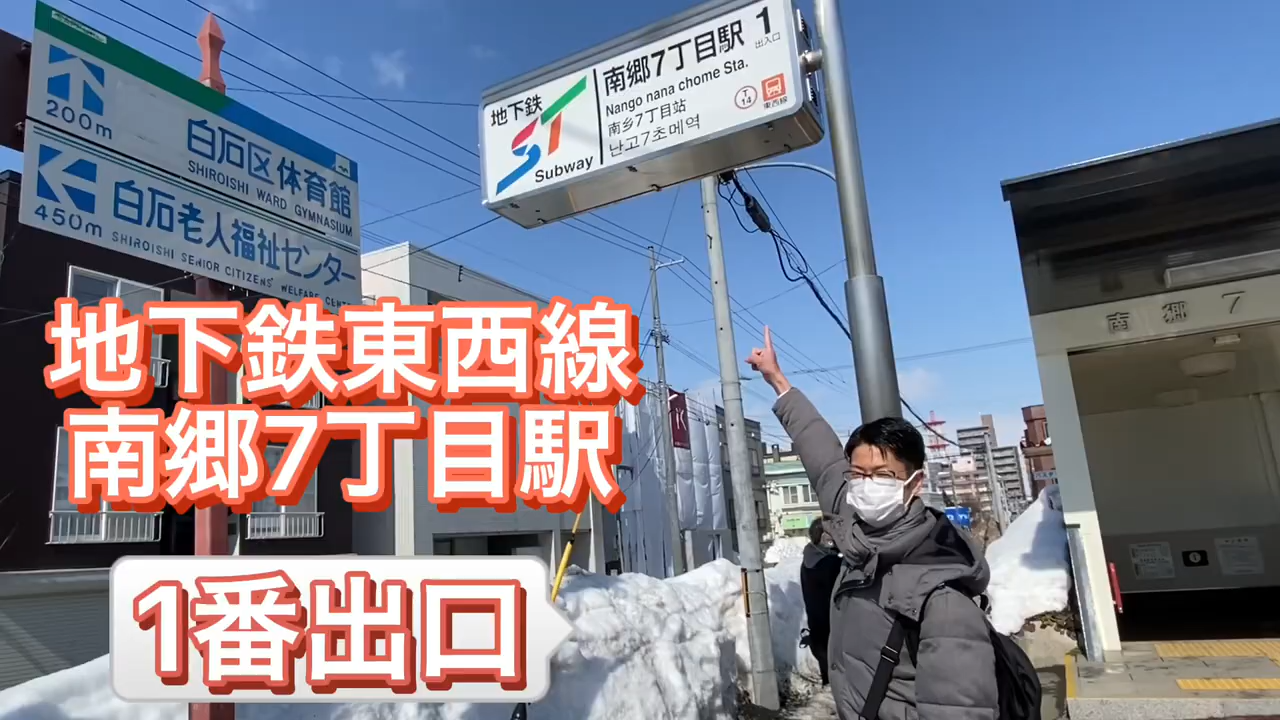 200m
白石区体育館
SHIROISHI WARD GYMNASIUM
450m
白石老人福祉センター
SHIROISHI SENIOR CITIZENS' WELFARE CENT
地下鉄
ST
Subway
南郷7丁目駅
1
出入口
Nango nana chome Sta.
南乡7丁目站
난고7초메역
T
14
東西線
南郷7
地下鉄東西線
南郷7丁目駅
1番出口